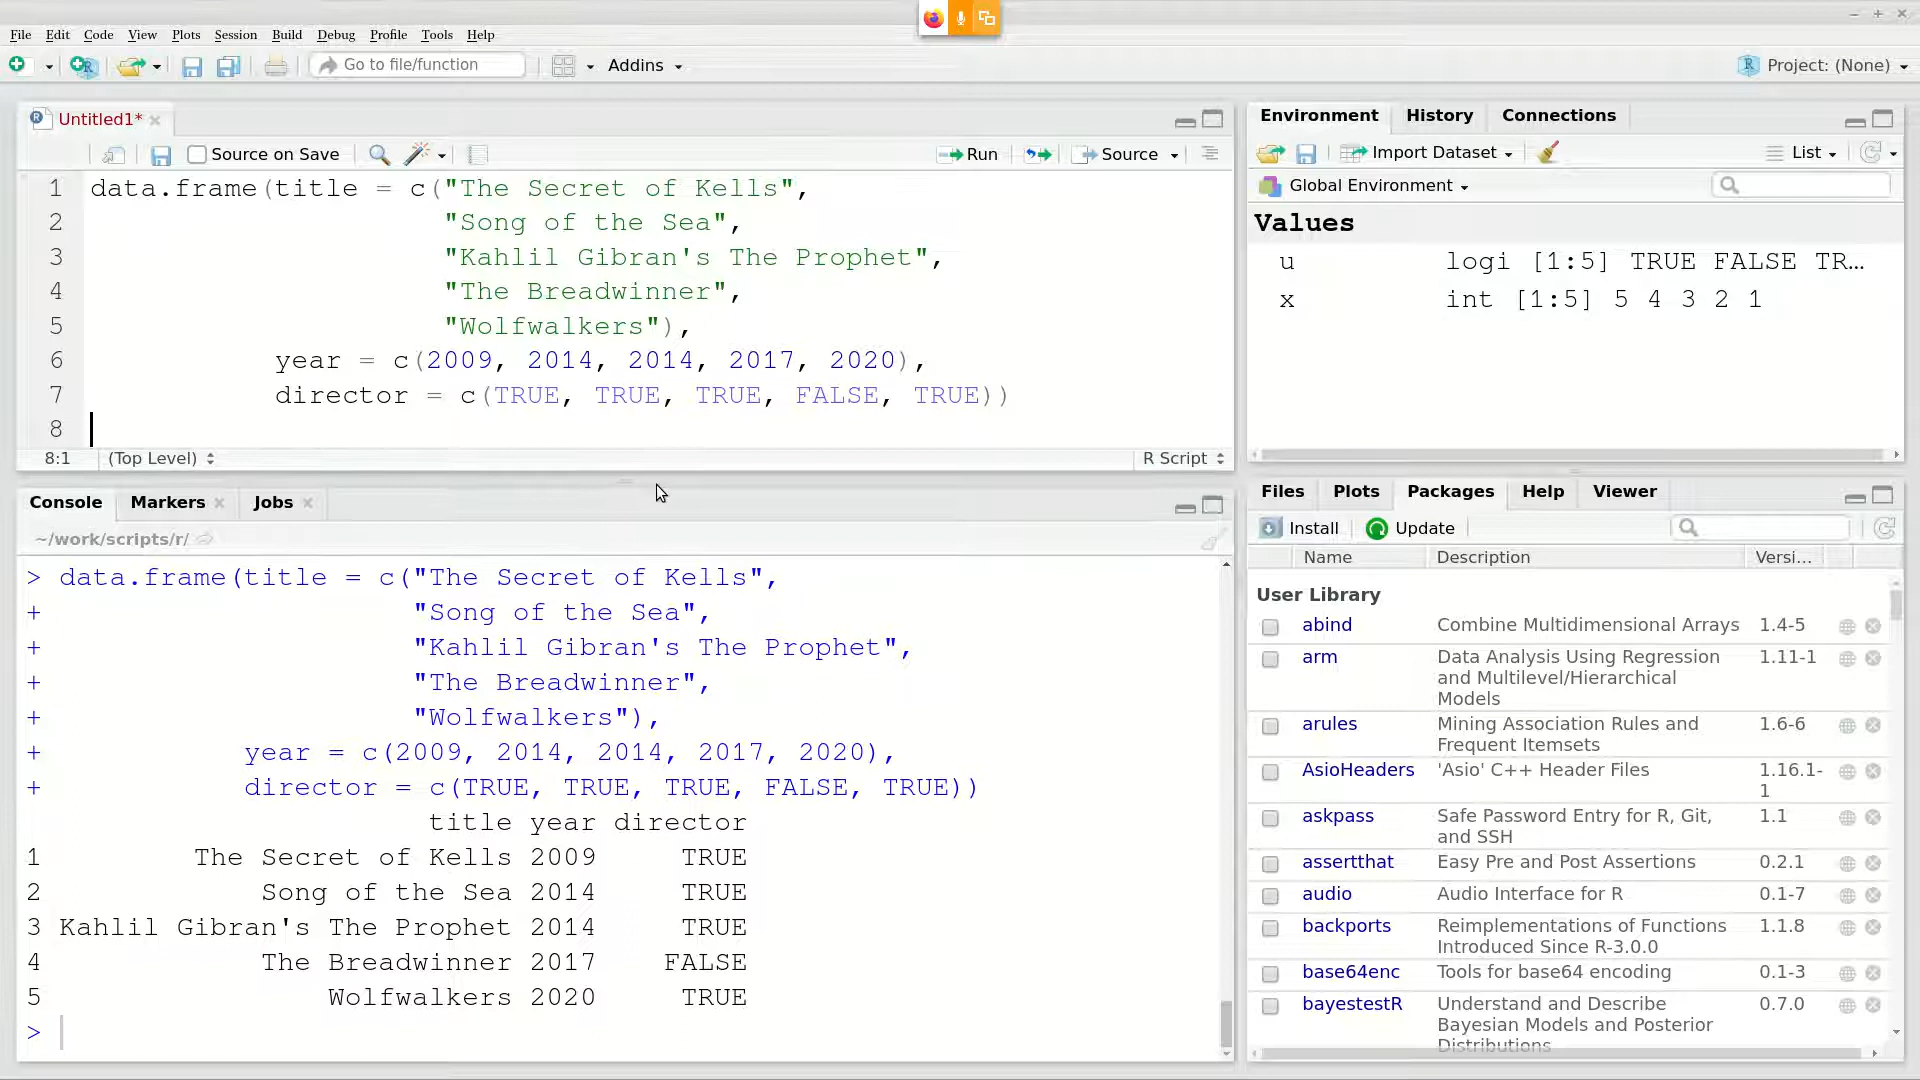 File Edit Code View Plots Session Build Debug Profile Tools Help
Go to file/function Addins Project: (None)
Untitled1*
Source on Save Run Source
1 data.frame(title = c("The Secret of Kells",
2 "Song of the Sea",
3 "Kahlil Gibran's The Prophet",
4 "The Breadwinner",
5 "Wolfwalkers"),
6 year = c(2009, 2014, 2014, 2017, 2020),
7 director = c(TRUE, TRUE, TRUE, FALSE, TRUE))
8
8:1 (Top Level) R Script
Console Markers Jobs
~/work/scripts/r/
> data.frame(title = c("The Secret of Kells",
+ "Song of the Sea",
+ "Kahlil Gibran's The Prophet",
+ "The Breadwinner",
+ "Wolfwalkers"),
+ year = c(2009, 2014, 2014, 2017, 2020),
+ director = c(TRUE, TRUE, TRUE, FALSE, TRUE))
title year director
1 The Secret of Kells 2009 TRUE
2 Song of the Sea 2014 TRUE
3 Kahlil Gibran's The Prophet 2014 TRUE
4 The Breadwinner 2017 FALSE
5 Wolfwalkers 2020 TRUE
>
Environment History Connections
Import Dataset List
Global Environment
Values
u logi [1:5] TRUE FALSE TR…
x int [1:5] 5 4 3 2 1
Files Plots Packages Help Viewer
Install Update
Name Description Versi…
User Library
abind Combine Multidimensional Arrays 1.4-5
arm Data Analysis Using Regression 1.11-1
and Multilevel/Hierarchical
Models
arules Mining Association Rules and 1.6-6
Frequent Itemsets
AsioHeaders 'Asio' C++ Header Files 1.16.1-
1
askpass Safe Password Entry for R, Git, 1.1
and SSH
assertthat Easy Pre and Post Assertions 0.2.1
audio Audio Interface for R 0.1-7
backports Reimplementations of Functions 1.1.8
Introduced Since R-3.0.0
base64enc Tools for base64 encoding 0.1-3
bayestestR Understand and Describe 0.7.0
Bayesian Models and Posterior
Distributions